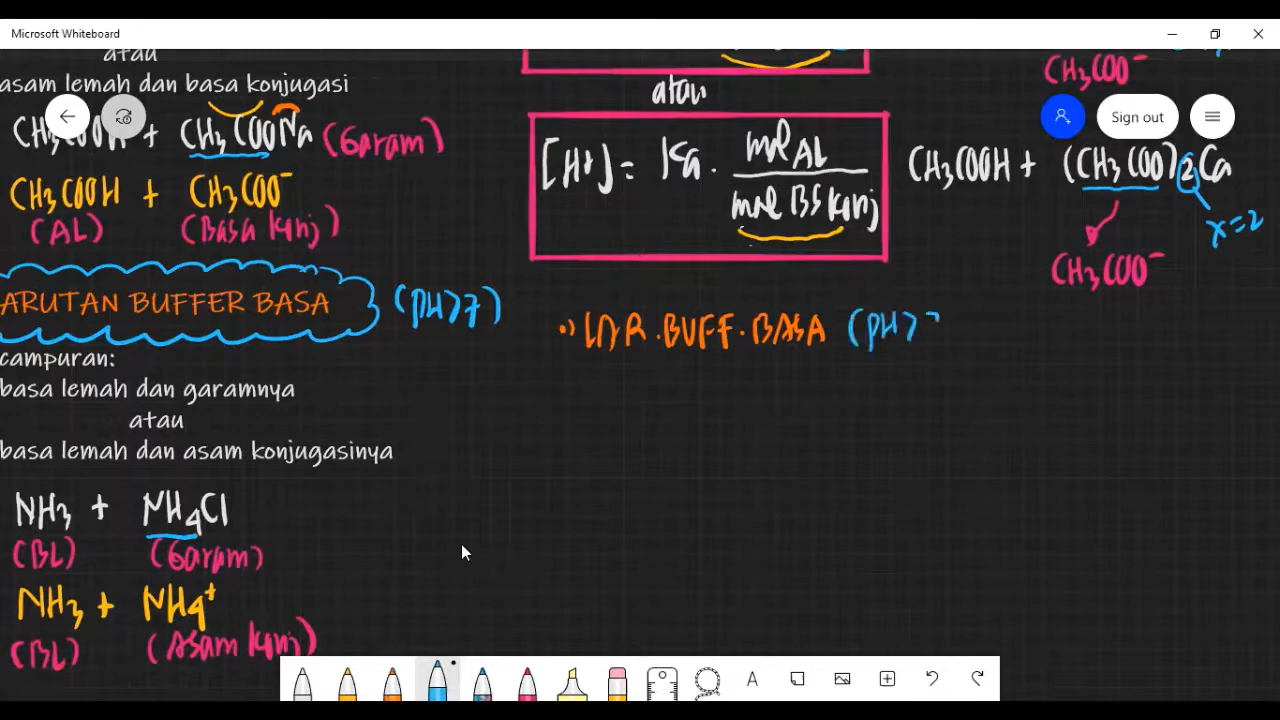 Microsoft Whiteboard
atau
asam lemah dan basa konjugasi
CH3COOH + CH3COONa (Garam)
CH3COOH + CH3COO-
(AL) (Basa konj)
ARUTAN BUFFER BASA (PH>7)
campuran:
basa lemah dan garamnya
atau
basa lemah dan asam konjugasinya
NH3 + NH4Cl
(BL) (Garam)
NH3 + NH4+
(BL) (Asam konj)
atau
[H+] = Ka . mol AL / mol BS konj
•) LAR.BUFF.BASA (PH>
CH3COO-
Sign out
CH3COOH + (CH3COO)2Ca
x=2
CH3COO-
A